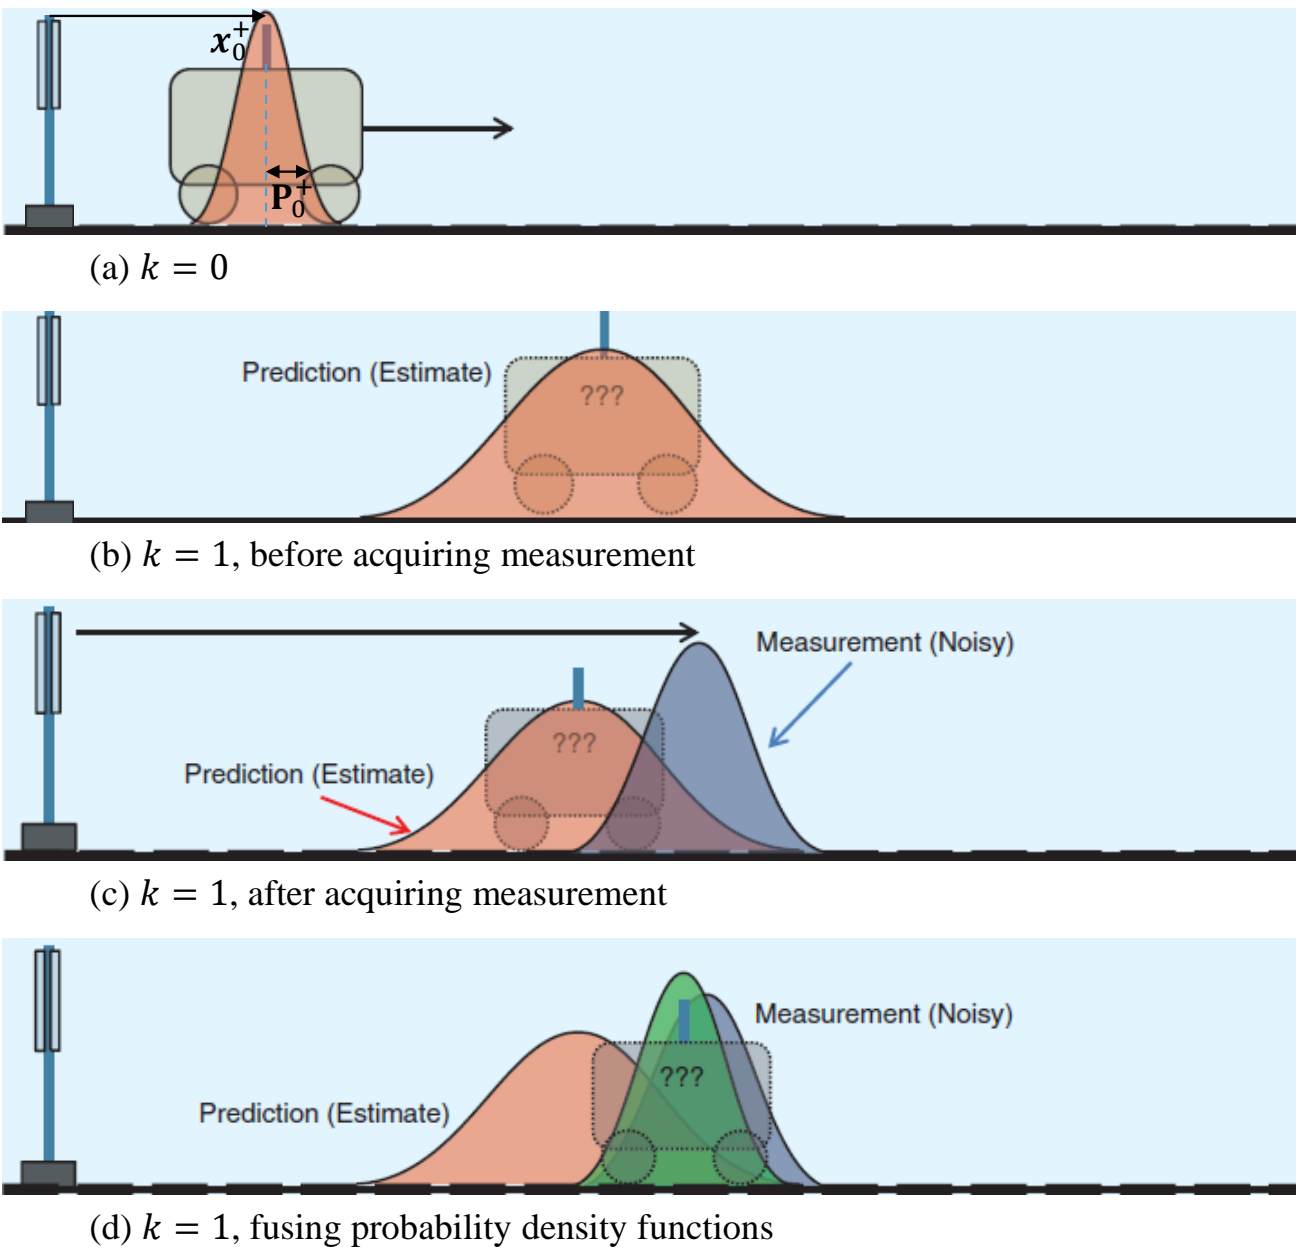 𝒙₀⁺
𝐏₀⁺
(a) 𝑘 = 0
Prediction (Estimate)
???
(b) 𝑘 = 1, before acquiring measurement
Measurement (Noisy)
???
Prediction (Estimate)
(c) 𝑘 = 1, after acquiring measurement
Measurement (Noisy)
???
Prediction (Estimate)
(d) 𝑘 = 1, fusing probability density functions